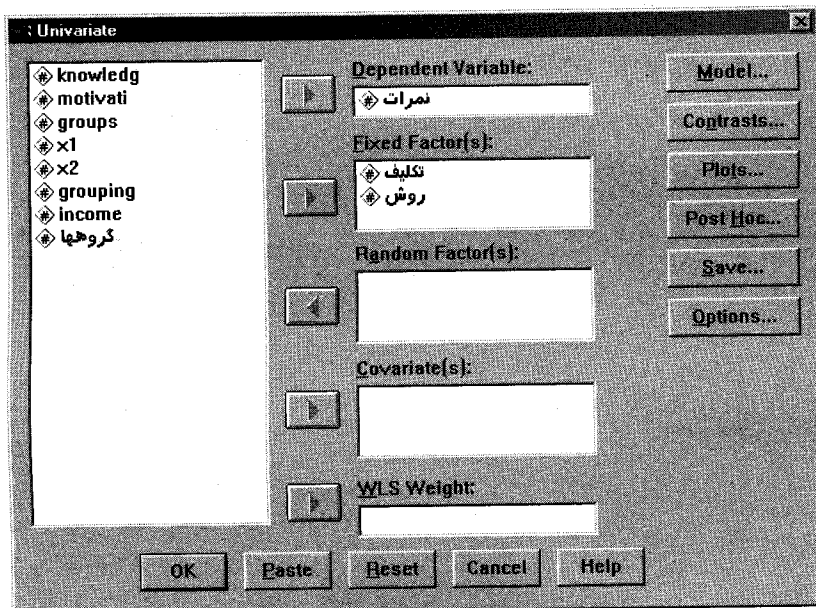 Univariate
knowledg
motivati
groups
x1
x2
grouping
income
گروهها
Dependent Variable:
نمرات
Fixed Factor(s):
تکلیف
روش
Random Factor(s):
Covariate(s):
WLS Weight:
Model...
Contrasts...
Plots...
Post Hoc...
Save...
Options...
OK
Paste
Reset
Cancel
Help